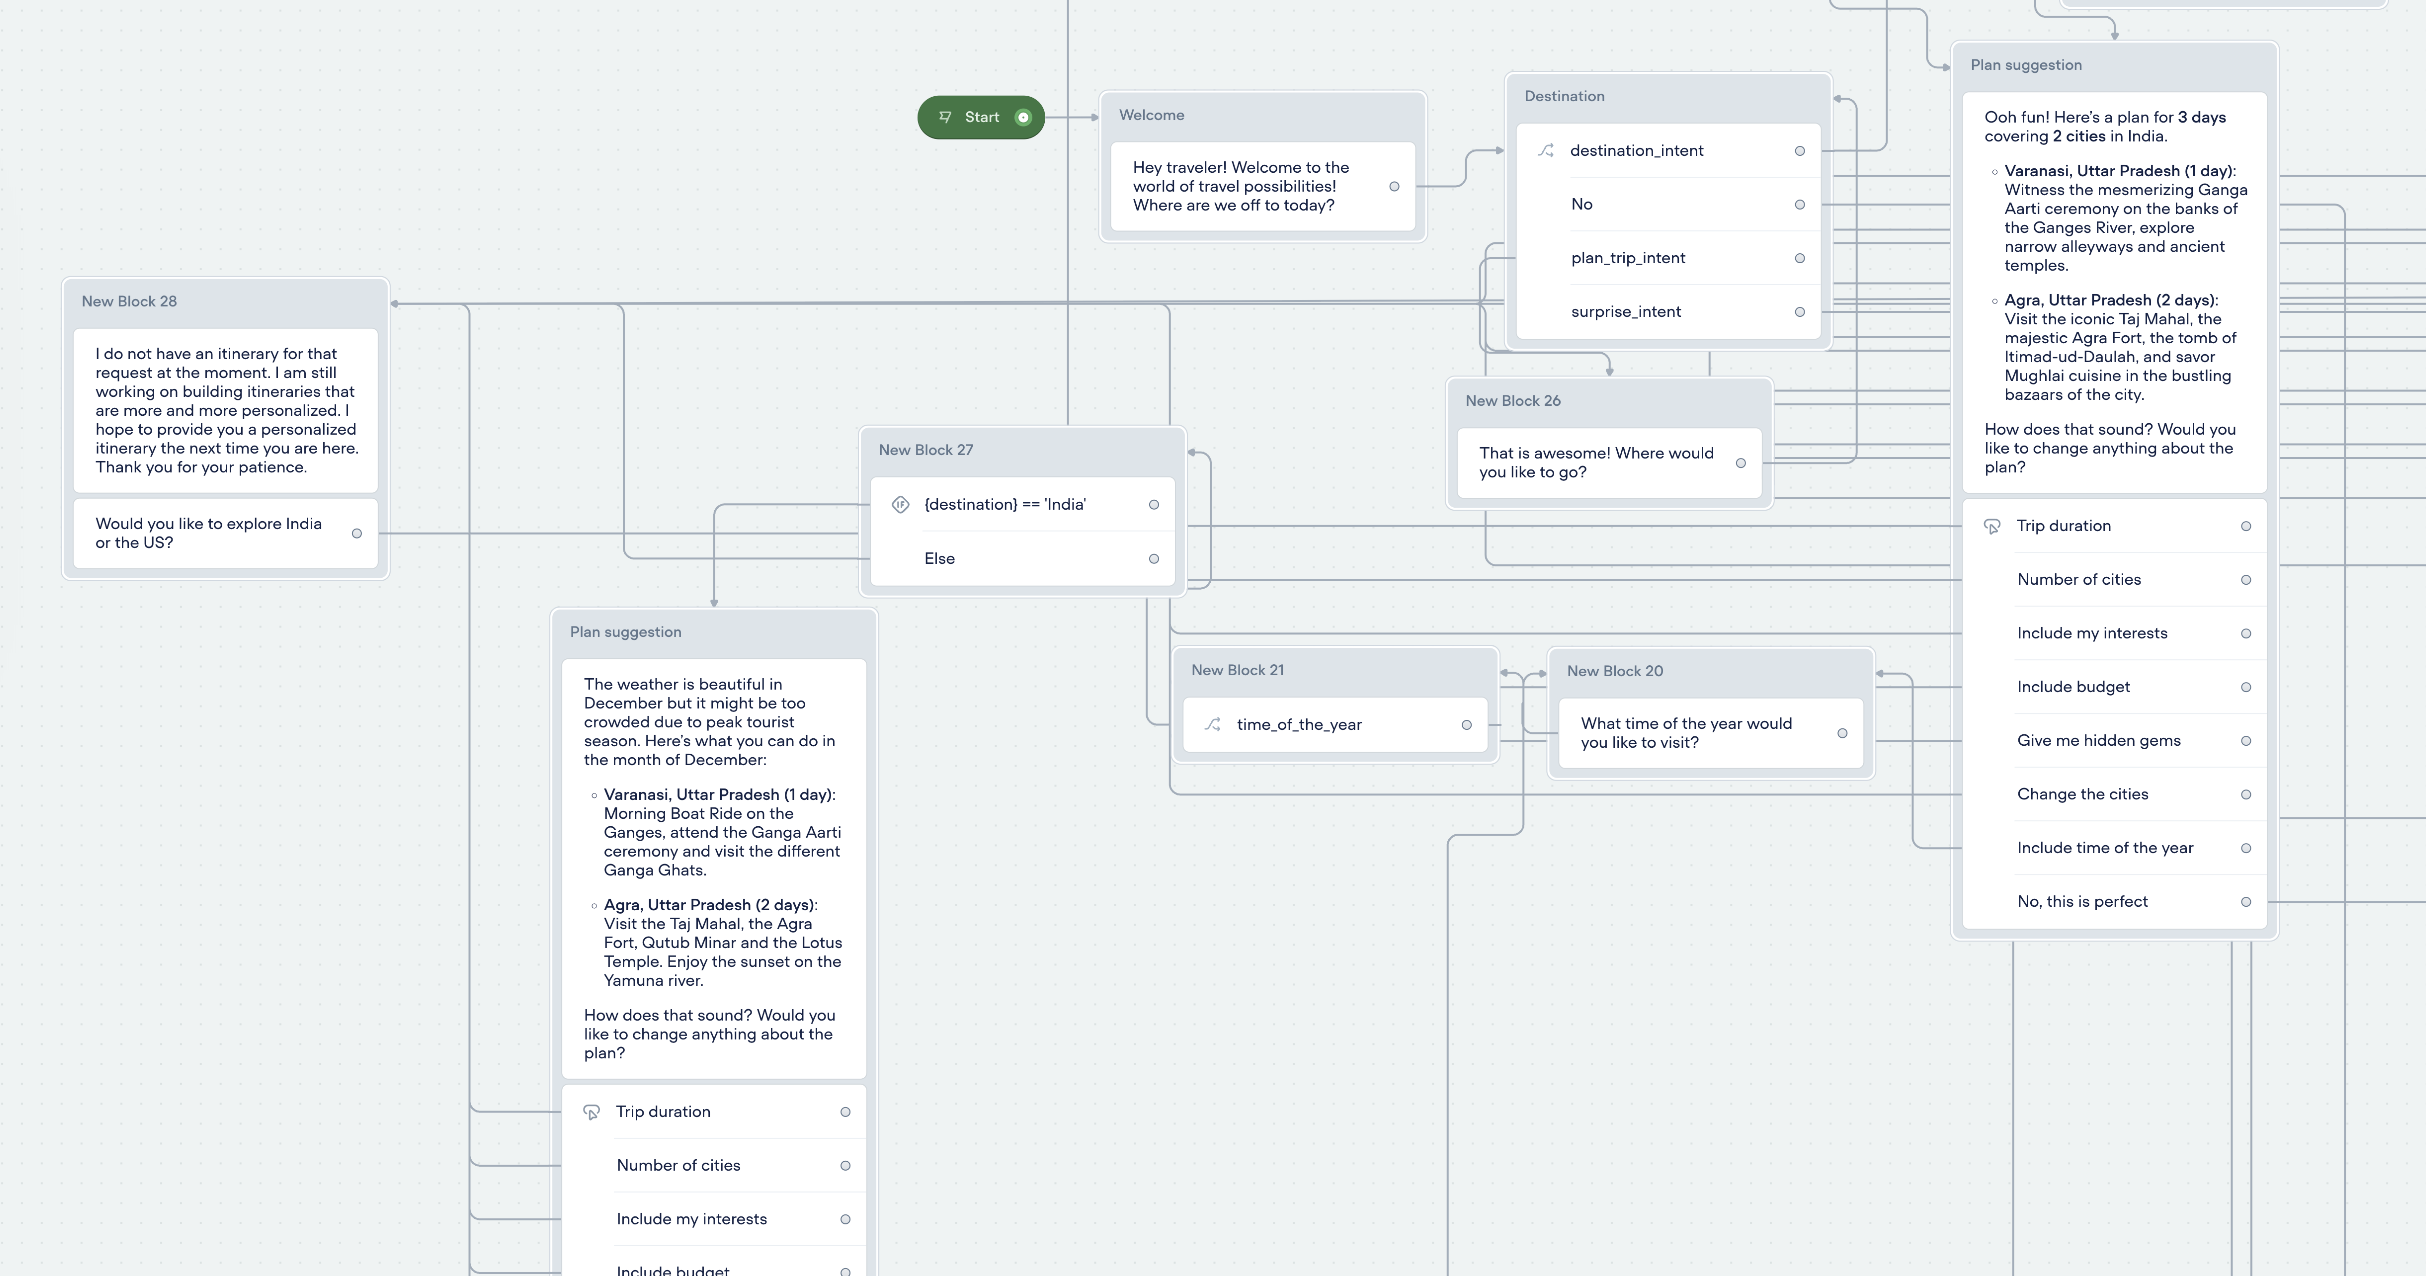 Start
Welcome
Hey traveler! Welcome to the
world of travel possibilities!
Where are we off to today?
Destination
destination_intent
No
plan_trip_intent
surprise_intent
Plan suggestion
Ooh fun! Here's a plan for 3 days
covering 2 cities in India.
Varanasi, Uttar Pradesh (1 day):
Witness the mesmerizing Ganga
Aarti ceremony on the banks of
the Ganges River, explore
narrow alleyways and ancient
temples.
Agra, Uttar Pradesh (2 days):
Visit the iconic Taj Mahal, the
majestic Agra Fort, the tomb of
Itimad-ud-Daulah, and savor
Mughlai cuisine in the bustling
bazaars of the city.
How does that sound? Would you
like to change anything about the
plan?
Trip duration
Number of cities
Include my interests
Include budget
Give me hidden gems
Change the cities
Include time of the year
No, this is perfect
New Block 28
I do not have an itinerary for that
request at the moment. I am still
working on building itineraries that
are more and more personalized. I
hope to provide you a personalized
itinerary the next time you are here.
Thank you for your patience.
Would you like to explore India
or the US?
New Block 27
IF
{destination} == 'India'
Else
New Block 26
That is awesome! Where would
you like to go?
New Block 21
time_of_the_year
New Block 20
What time of the year would
you like to visit?
Plan suggestion
The weather is beautiful in
December but it might be too
crowded due to peak tourist
season. Here's what you can do in
the month of December:
Varanasi, Uttar Pradesh (1 day):
Morning Boat Ride on the
Ganges, attend the Ganga Aarti
ceremony and visit the different
Ganga Ghats.
Agra, Uttar Pradesh (2 days):
Visit the Taj Mahal, the Agra
Fort, Qutub Minar and the Lotus
Temple. Enjoy the sunset on the
Yamuna river.
How does that sound? Would you
like to change anything about the
plan?
Trip duration
Number of cities
Include my interests
Include budget